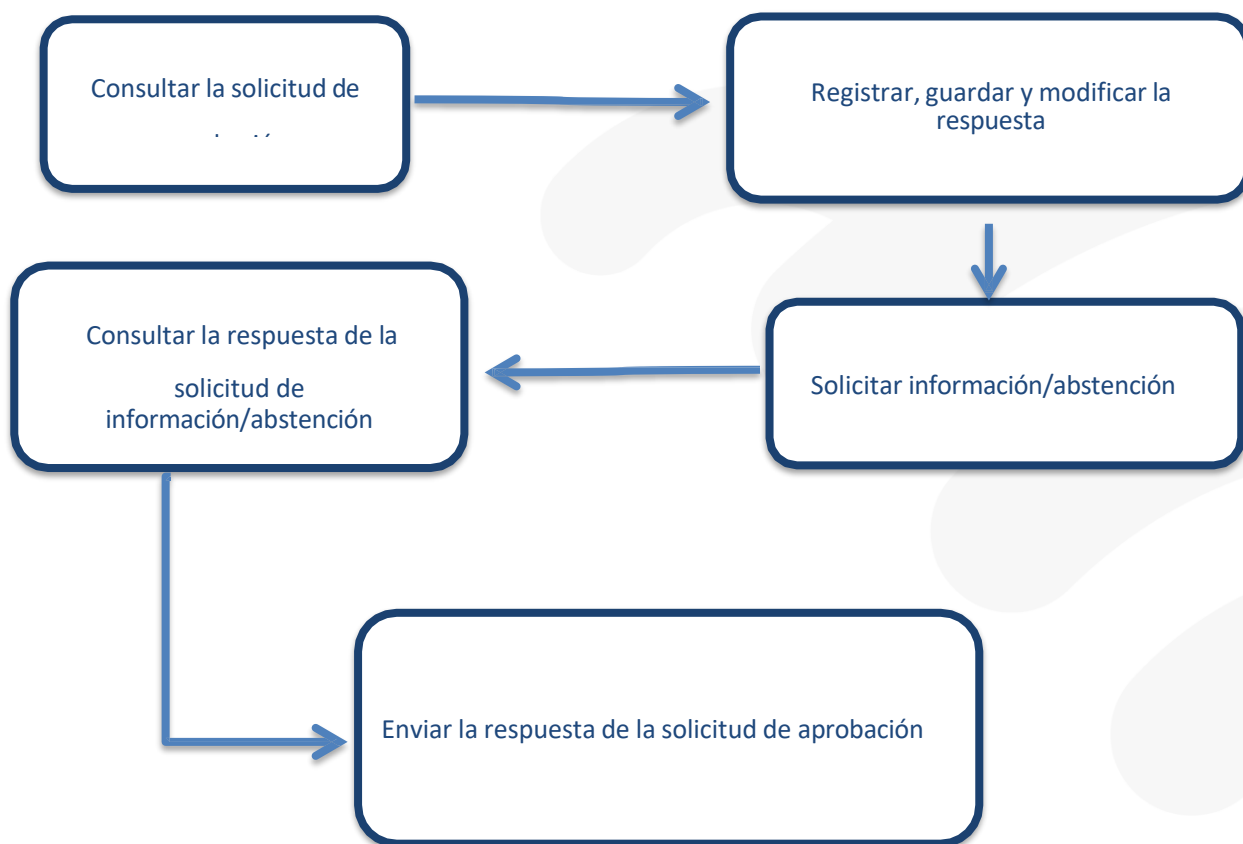 Consultar la solicitud de
Registrar, guardar y modificar la
respuesta
Consultar la respuesta de la
solicitud de
información/abstención
Solicitar información/abstención
Enviar la respuesta de la solicitud de aprobación